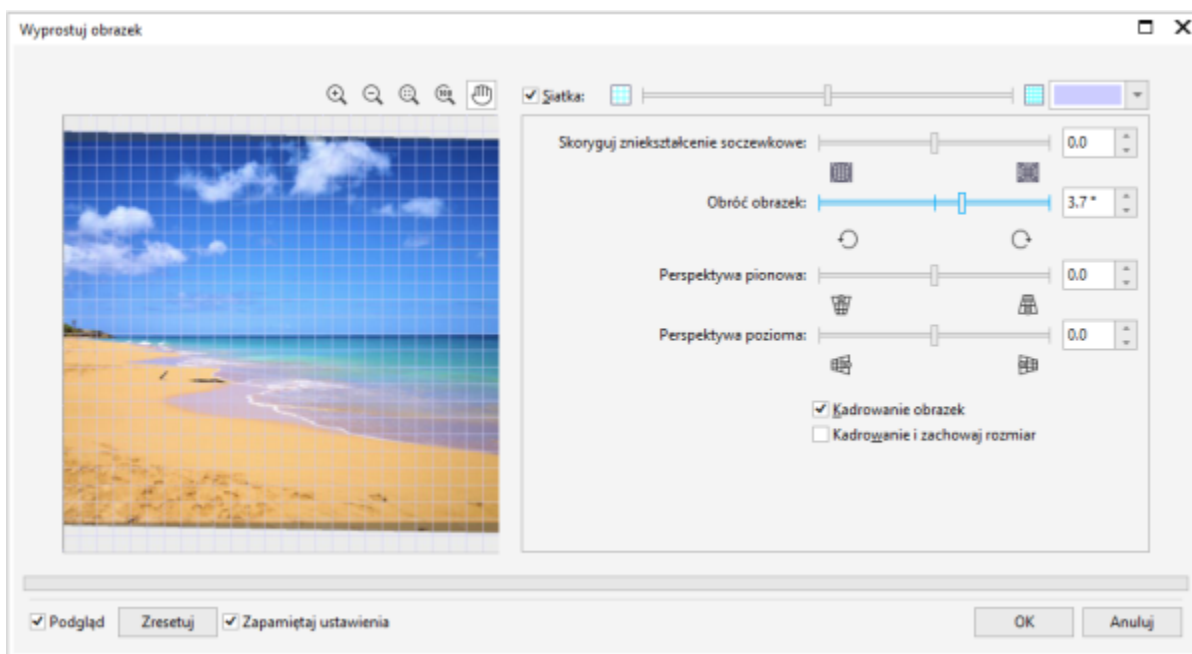 Wyprostuj obrazek
Siatka:
Skoryguj zniekształcenie soczewkowe: 0.0
Obróć obrazek: 3.7 °
Perspektywa pionowa: 0.0
Perspektywa pozioma: 0.0
Kadrowanie obrazek
Kadrowanie i zachowaj rozmiar
Podgląd Zresetuj Zapamiętaj ustawienia OK Anuluj